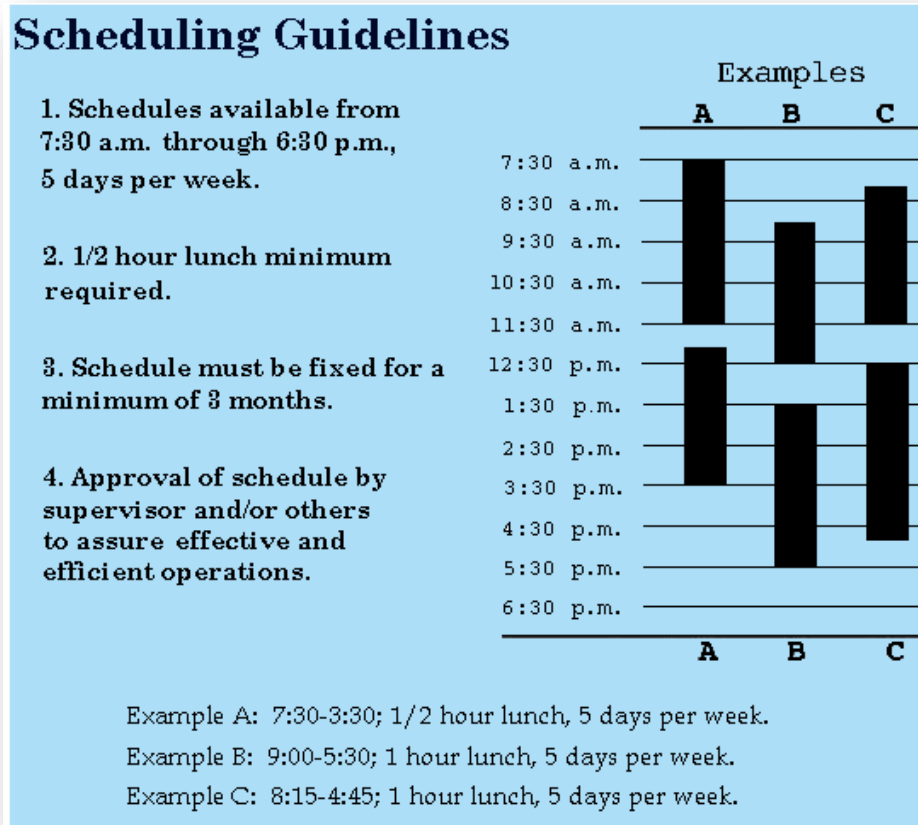 Scheduling Guidelines
1. Schedules available from
7:30 a.m. through 6:30 p.m.,
5 days per week.
2. 1/2 hour lunch minimum
required.
3. Schedule must be fixed for a
minimum of 3 months.
4. Approval of schedule by
supervisor and/or others
to assure effective and
efficient operations.
Examples
A B C
7:30 a.m.
8:30 a.m.
9:30 a.m.
10:30 a.m.
11:30 a.m.
12:30 p.m.
1:30 p.m.
2:30 p.m.
3:30 p.m.
4:30 p.m.
5:30 p.m.
6:30 p.m.
A B C
Example A: 7:30-3:30; 1/2 hour lunch, 5 days per week.
Example B: 9:00-5:30; 1 hour lunch, 5 days per week.
Example C: 8:15-4:45; 1 hour lunch, 5 days per week.